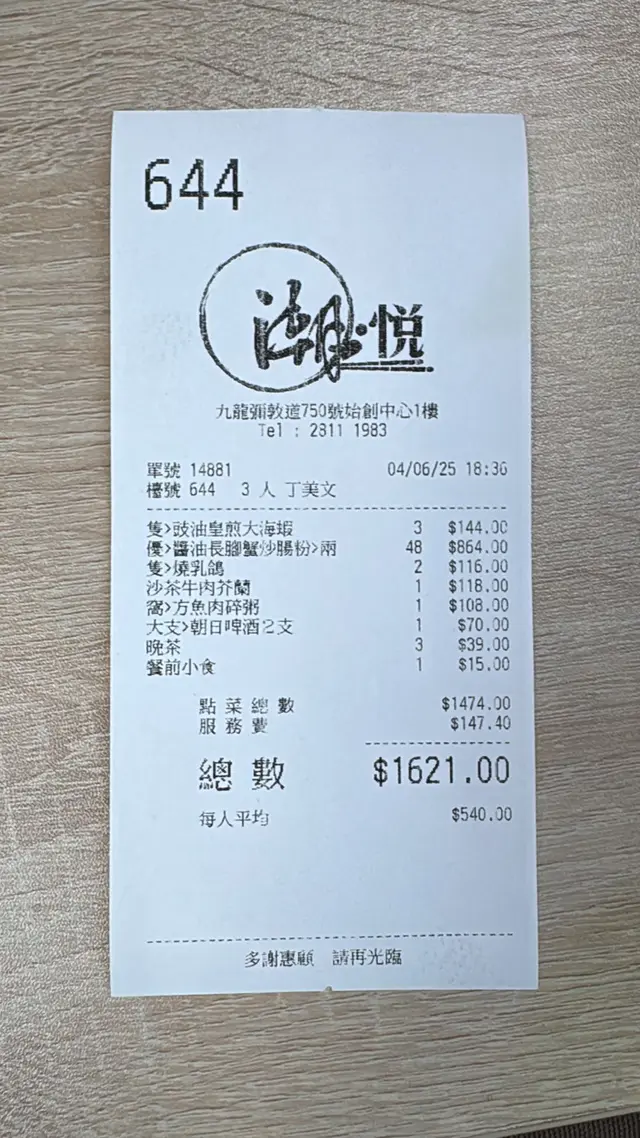 644
潮悦
九龍彌敦道750號始創中心1樓
Tel : 2311 1983
單號 14881 04/06/25 18:36
檯號 644 3 人 丁美文
隻>豉油皇煎大海蝦 3 $144.00
優>醬油長腳蟹炒腸粉>兩 48 $864.00
隻>燒乳鴿 2 $116.00
沙茶牛肉芥蘭 1 $118.00
窩>方魚肉碎粥 1 $108.00
大支>朝日啤酒2支 1 $70.00
晚茶 3 $39.00
餐前小食 1 $15.00
點菜總數 $1474.00
服務費 $147.40
總數 $1621.00
每人平均 $540.00
多謝惠顧 請再光臨